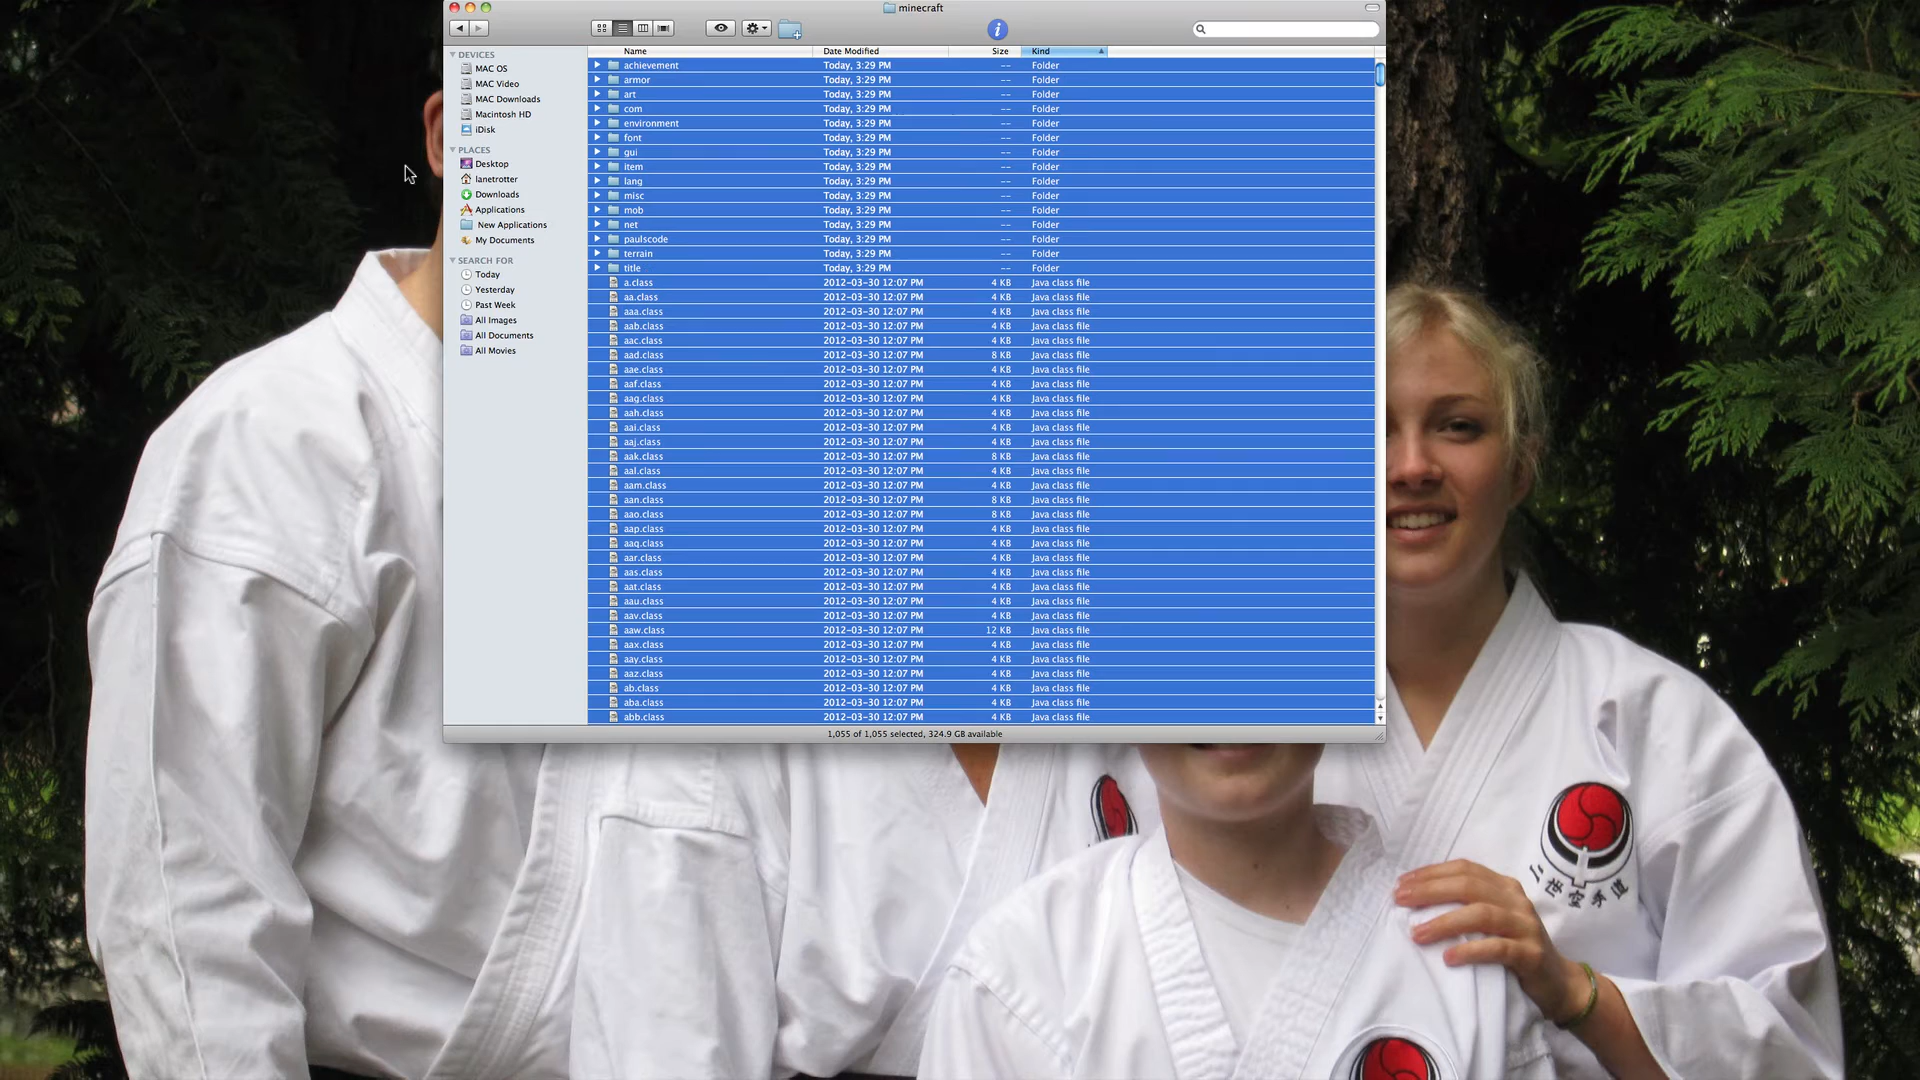 minecraft
DEVICES
MAC OS
MAC Video
MAC Downloads
Macintosh HD
iDisk
PLACES
Desktop
lanetrotter
Downloads
Applications
New Applications
My Documents
SEARCH FOR
Today
Yesterday
Past Week
All Images
All Documents
All Movies
Name Date Modified Size Kind
achievement Today, 3:29 PM -- Folder
armor Today, 3:29 PM -- Folder
art Today, 3:29 PM -- Folder
com Today, 3:29 PM -- Folder
environment Today, 3:29 PM -- Folder
font Today, 3:29 PM -- Folder
gui Today, 3:29 PM -- Folder
item Today, 3:29 PM -- Folder
lang Today, 3:29 PM -- Folder
misc Today, 3:29 PM -- Folder
mob Today, 3:29 PM -- Folder
net Today, 3:29 PM -- Folder
paulscode Today, 3:29 PM -- Folder
terrain Today, 3:29 PM -- Folder
title Today, 3:29 PM -- Folder
a.class 2012-03-30 12:07 PM 4 KB Java class file
aa.class 2012-03-30 12:07 PM 4 KB Java class file
aaa.class 2012-03-30 12:07 PM 4 KB Java class file
aab.class 2012-03-30 12:07 PM 4 KB Java class file
aac.class 2012-03-30 12:07 PM 4 KB Java class file
aad.class 2012-03-30 12:07 PM 8 KB Java class file
aae.class 2012-03-30 12:07 PM 4 KB Java class file
aaf.class 2012-03-30 12:07 PM 4 KB Java class file
aag.class 2012-03-30 12:07 PM 4 KB Java class file
aah.class 2012-03-30 12:07 PM 4 KB Java class file
aai.class 2012-03-30 12:07 PM 4 KB Java class file
aaj.class 2012-03-30 12:07 PM 4 KB Java class file
aak.class 2012-03-30 12:07 PM 8 KB Java class file
aal.class 2012-03-30 12:07 PM 4 KB Java class file
aam.class 2012-03-30 12:07 PM 4 KB Java class file
aan.class 2012-03-30 12:07 PM 8 KB Java class file
aao.class 2012-03-30 12:07 PM 8 KB Java class file
aap.class 2012-03-30 12:07 PM 4 KB Java class file
aaq.class 2012-03-30 12:07 PM 4 KB Java class file
aar.class 2012-03-30 12:07 PM 4 KB Java class file
aas.class 2012-03-30 12:07 PM 4 KB Java class file
aat.class 2012-03-30 12:07 PM 4 KB Java class file
aau.class 2012-03-30 12:07 PM 4 KB Java class file
aav.class 2012-03-30 12:07 PM 4 KB Java class file
aaw.class 2012-03-30 12:07 PM 12 KB Java class file
aax.class 2012-03-30 12:07 PM 4 KB Java class file
aay.class 2012-03-30 12:07 PM 4 KB Java class file
aaz.class 2012-03-30 12:07 PM 4 KB Java class file
ab.class 2012-03-30 12:07 PM 4 KB Java class file
aba.class 2012-03-30 12:07 PM 4 KB Java class file
abb.class 2012-03-30 12:07 PM 4 KB Java class file
1,055 of 1,055 selected, 324.9 GB available
世空手道